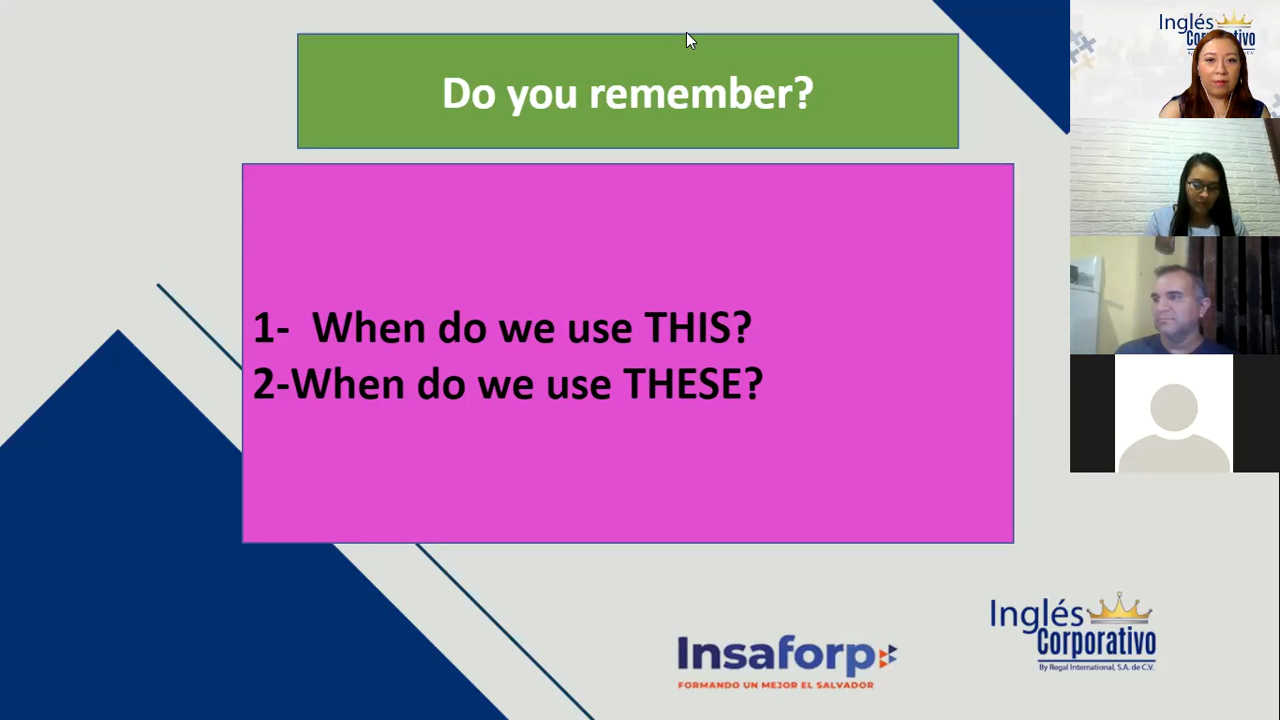 Do you remember?
1- When do we use THIS?
2-When do we use THESE?
Insaforp
FORMANDO UN MEJOR EL SALVADOR
Inglés
Corporativo
By Regal International, S.A. de C.V.
Inglés
Corporativo